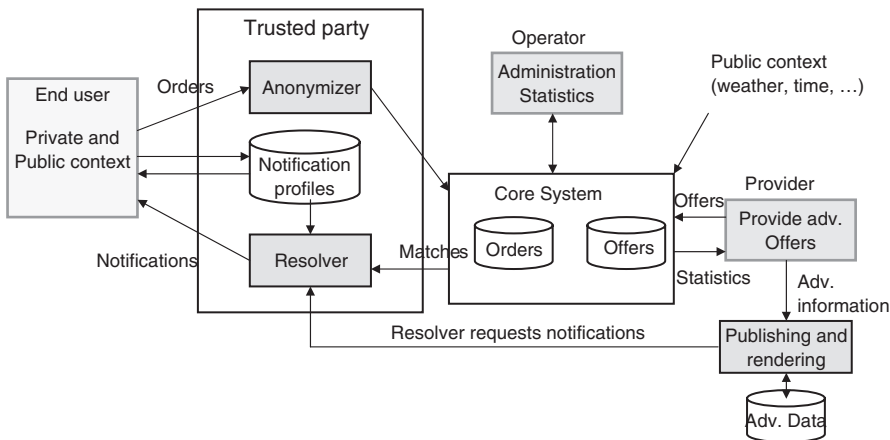 Trusted party
Operator
Public context
(weather, time, …)
End user
Private and
Public context
Orders
Anonymizer
Administration
Statistics
Notification
profiles
Core System
Orders
Offers
Provider
Offers
Provide adv.
Offers
Notifications
Resolver
Matches
Statistics
Adv.
information
Resolver requests notifications
Publishing and
rendering
Adv. Data